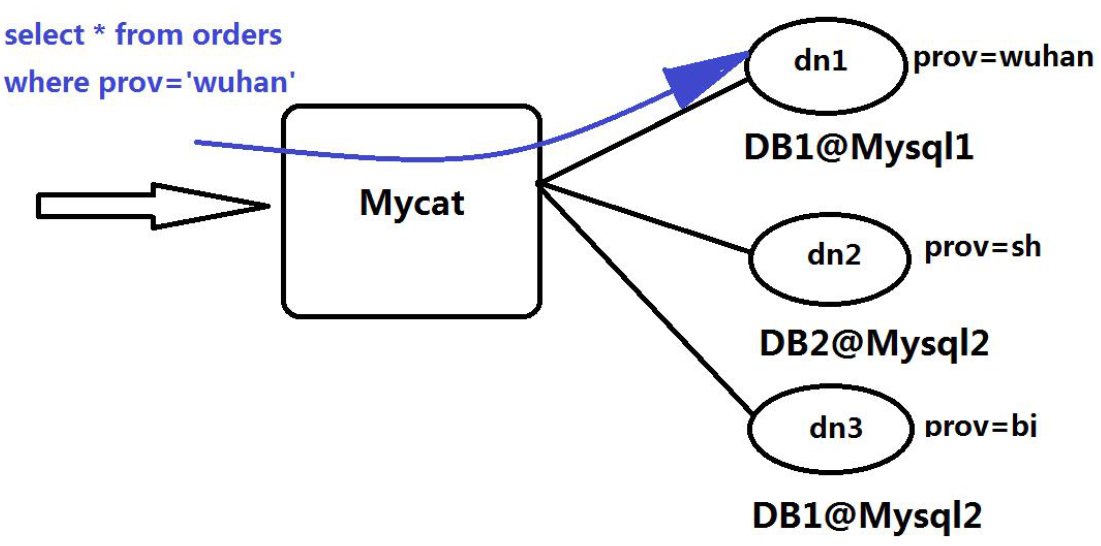 select * from orders
where prov='wuhan'
Mycat
dn1
prov=wuhan
DB1@Mysql1
dn2
prov=sh
DB2@Mysql2
dn3
prov=bi
DB1@Mysql2